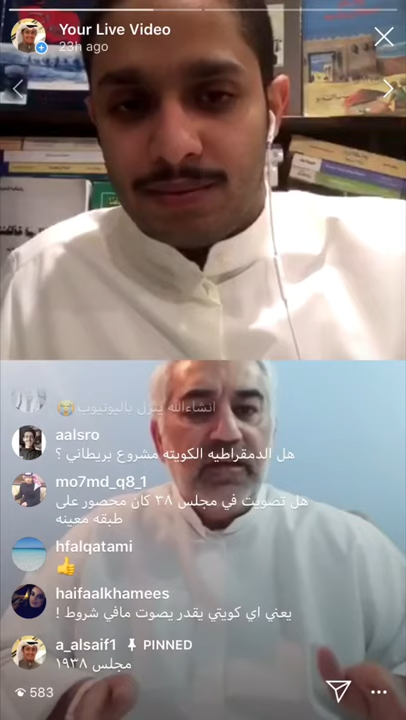 Your Live Video
23h ago
انشاءالله ينزل باليوتيوب😭
aalsro
هل الدمقراطيه الكويته مشروع بريطاني ؟
mo7md_q8_1
هل تصويت في مجلس ٣٨ كان محصور على
طبقه معينه
hfalqatami
👍
haifaalkhamees
يعني اي كويتي يقدر يصوت مافي شروط !
a_alsaif1 PINNED
مجلس ١٩٣٨
583